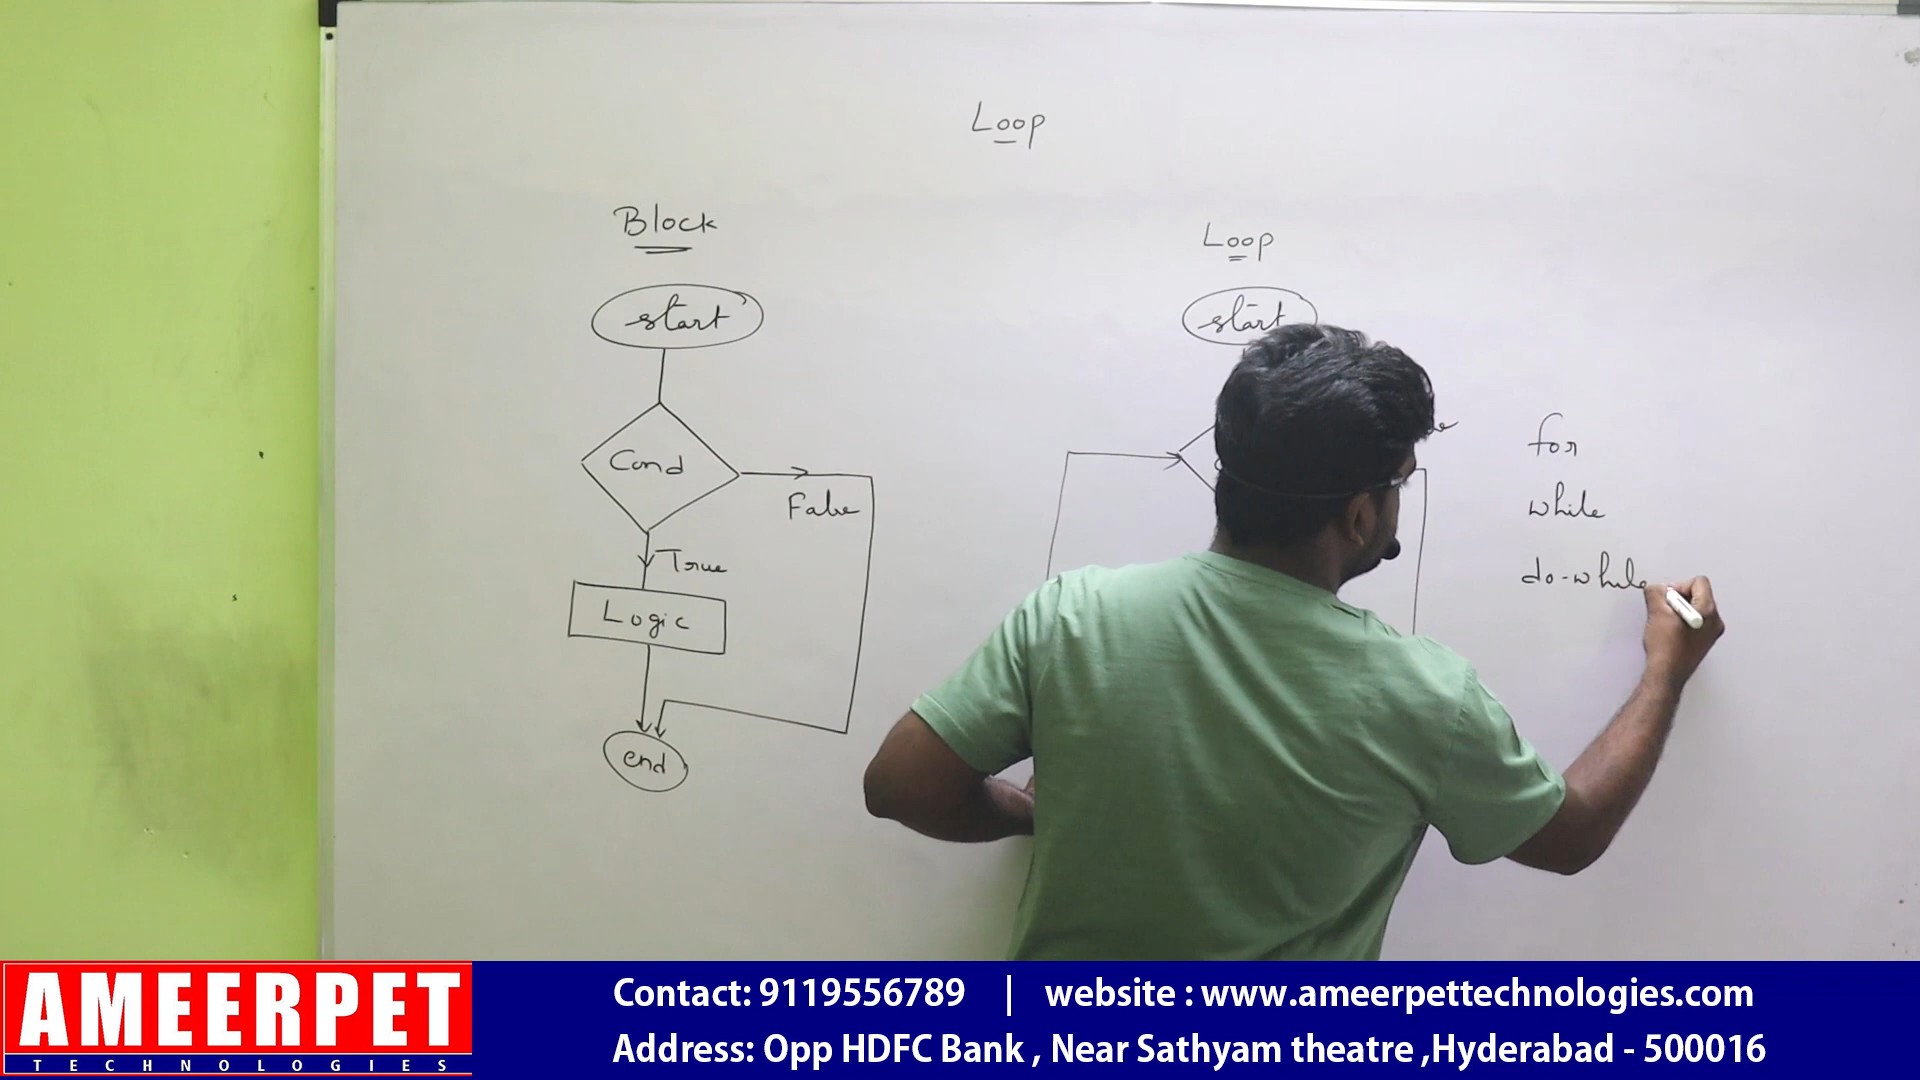 Loop
Block
start
Cond
False
True
Logic
end
Loop
start
for
while
do-while
AMEERPET
TECHNOLOGIES
Contact: 9119556789 | website : www.ameerpettechnologies.com
Address: Opp HDFC Bank , Near Sathyam theatre ,Hyderabad - 500016